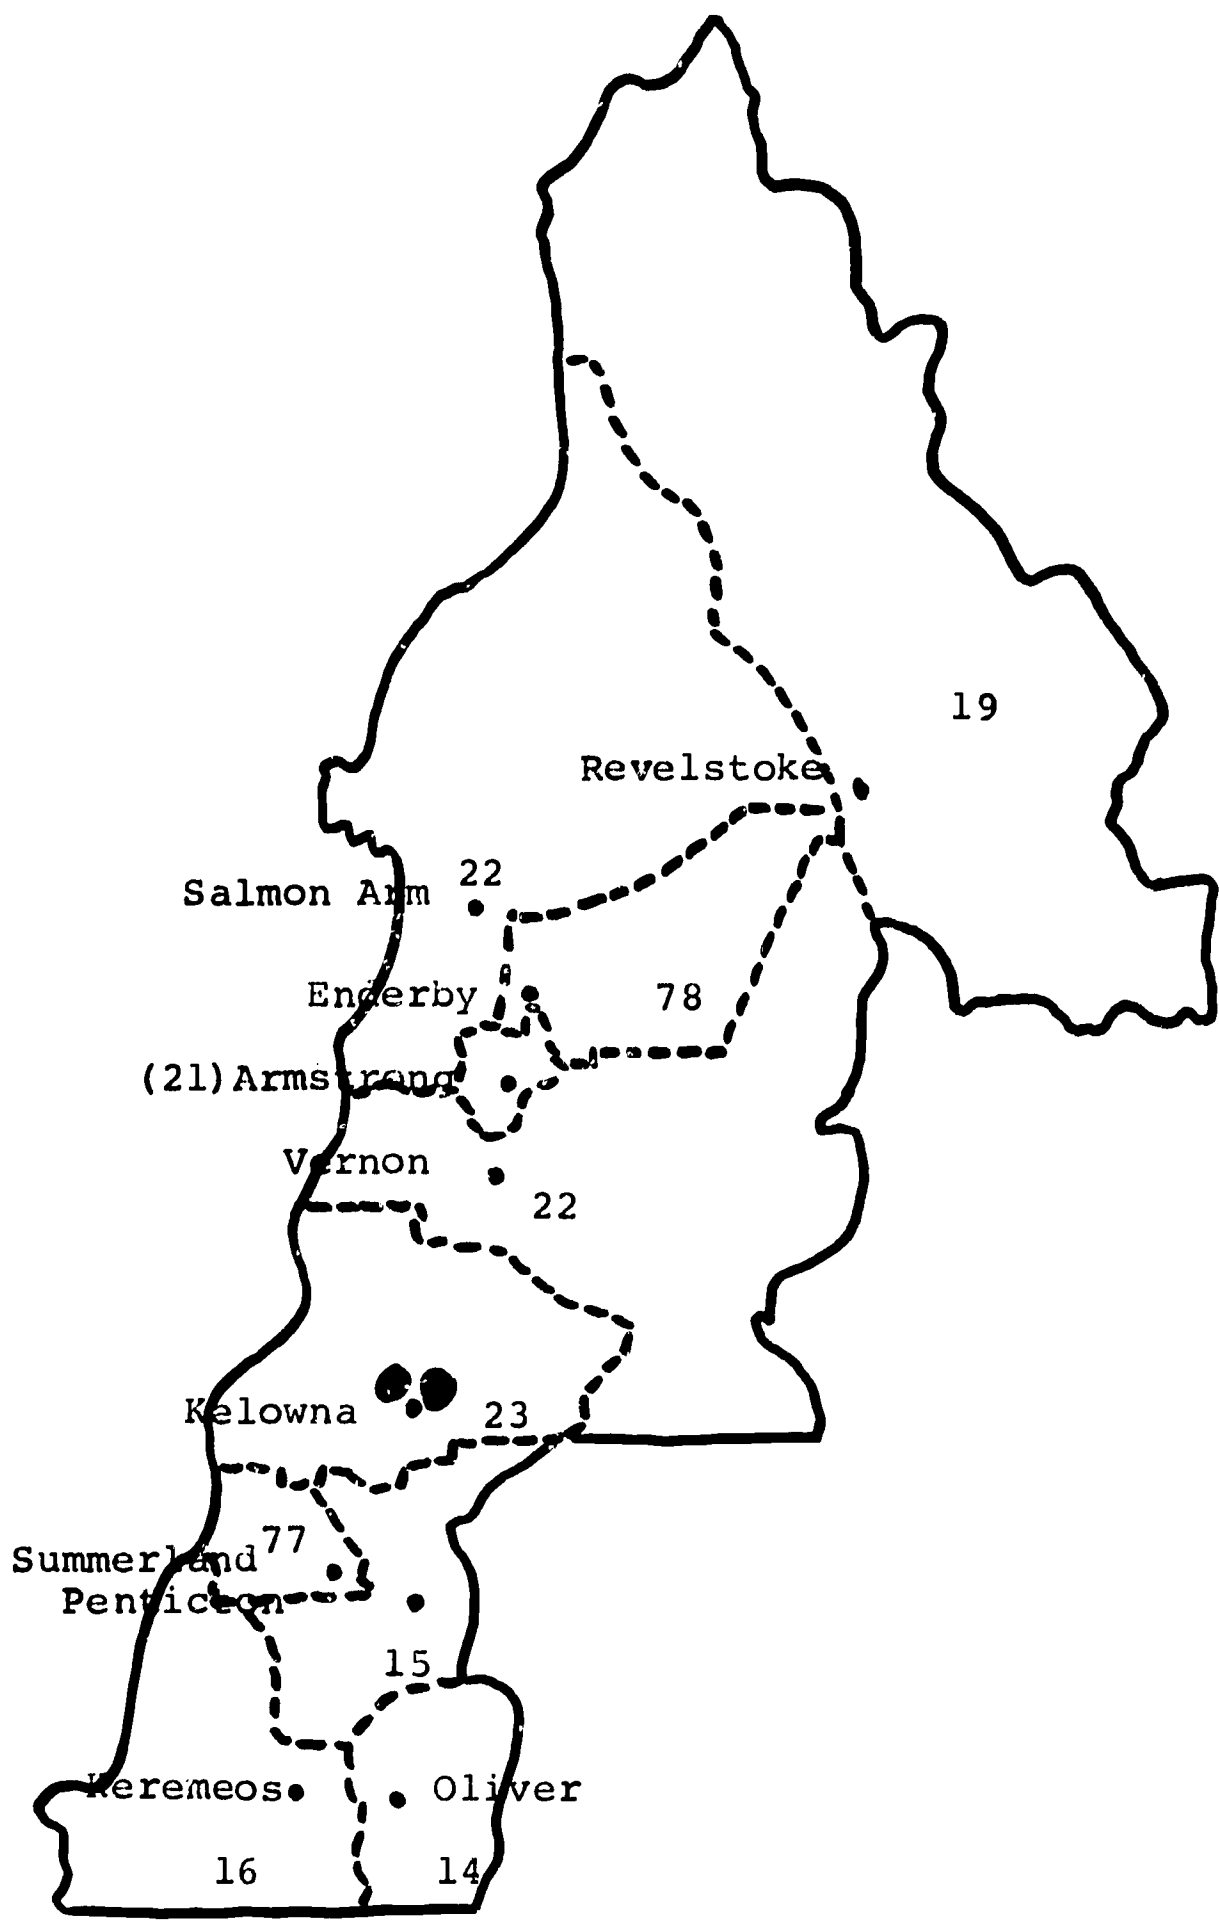 19
Revelstoke
22
Salmon Arm
Enderby
78
(21)Armstrong
Vernon
22
Kelowna
23
77
Summerland
Penticton
15
Keremeos
Oliver
16
14